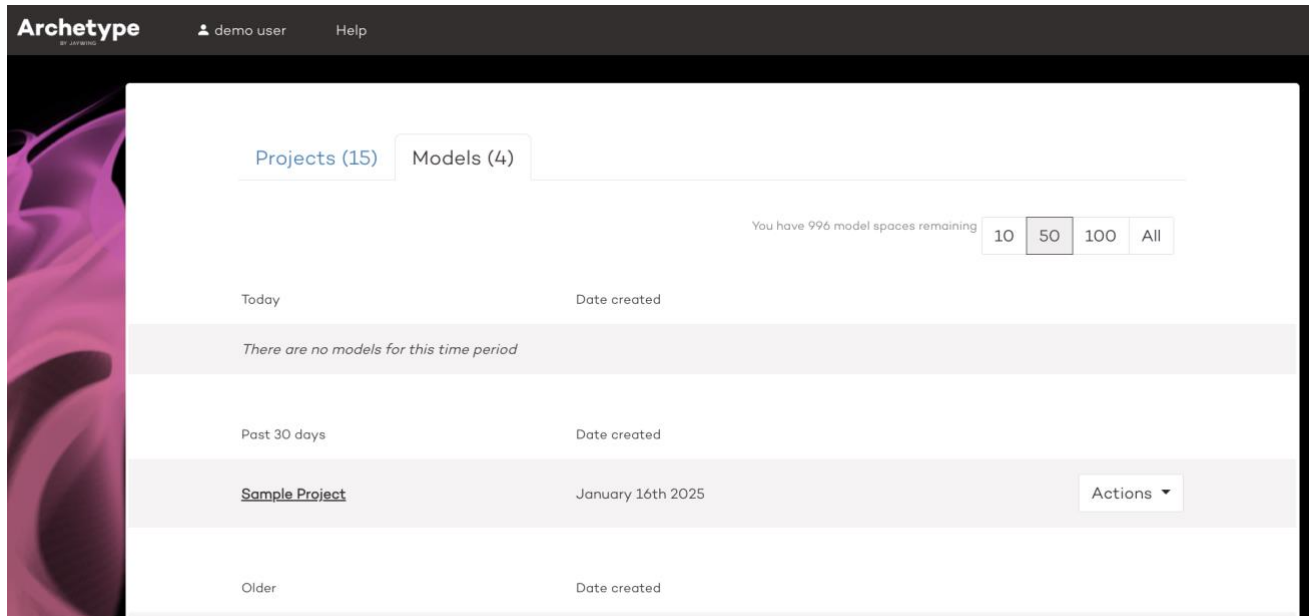 Archetype demo user Help
BY JAYWING
Projects (15) Models (4)
You have 996 model spaces remaining 10 50 100 All
Today Date created
There are no models for this time period
Past 30 days Date created
Sample Project January 16th 2025 Actions
Older Date created